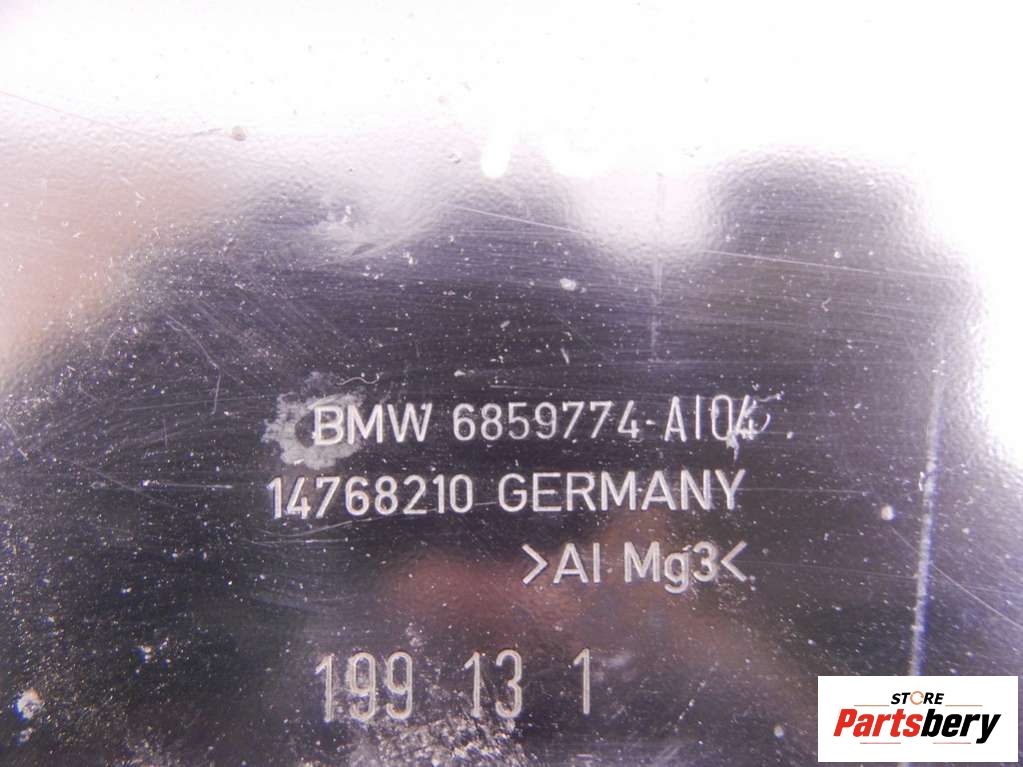 BMW 6859774-AI04
14768210 GERMANY
>Al Mg3<
199 13 1
STORE
Partsbery